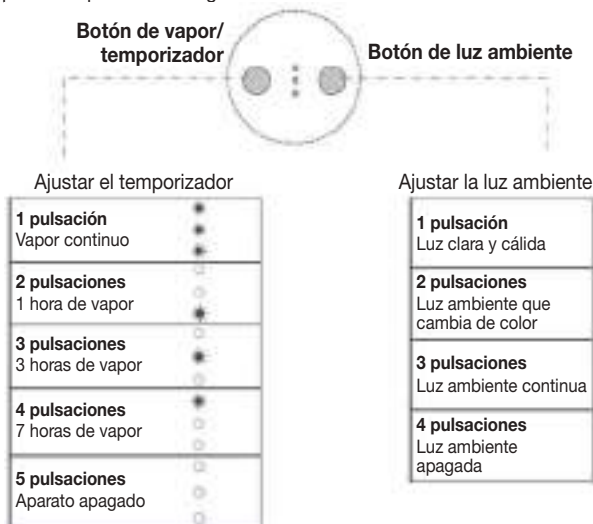 Botón de vapor/
temporizador
Botón de luz ambiente
Ajustar el temporizador
1 pulsación
Vapor continuo
2 pulsaciones
1 hora de vapor
3 pulsaciones
3 horas de vapor
4 pulsaciones
7 horas de vapor
5 pulsaciones
Aparato apagado
Ajustar la luz ambiente
1 pulsación
Luz clara y cálida
2 pulsaciones
Luz ambiente que
cambia de color
3 pulsaciones
Luz ambiente continua
4 pulsaciones
Luz ambiente
apagada